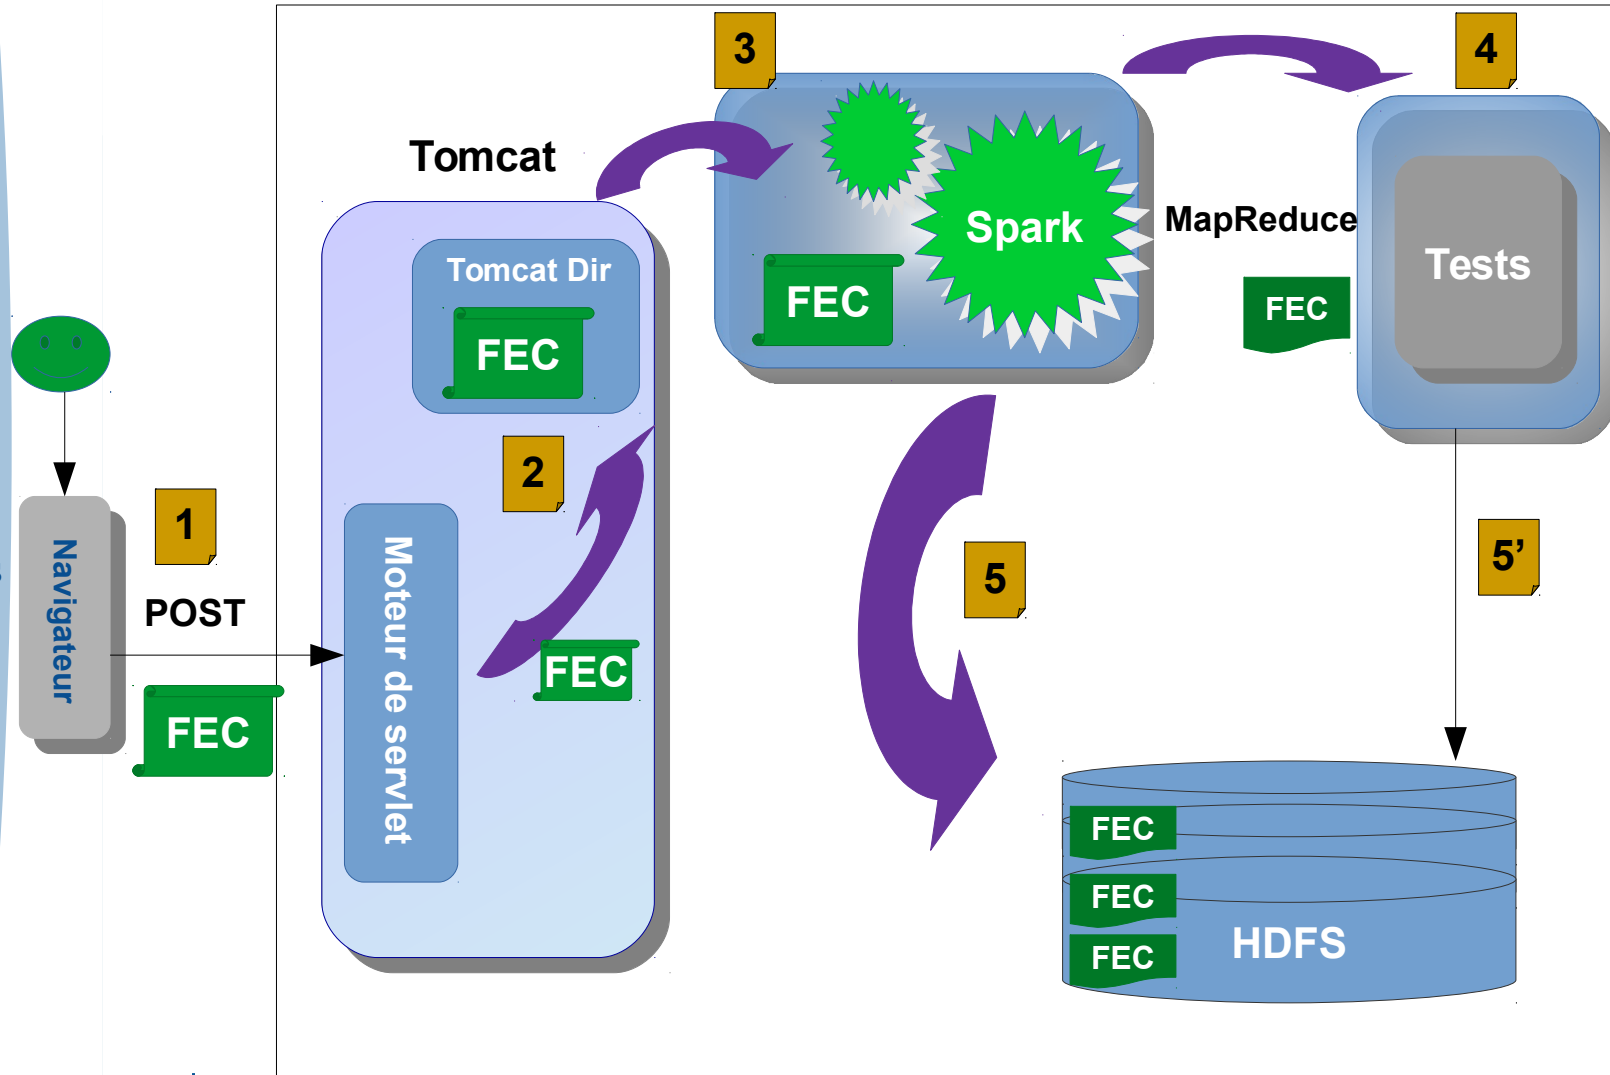 3
4
Tomcat
Spark
MapReduce
Tests
Tomcat Dir
FEC
FEC
FEC
2
1
Navigateur
POST
FEC
Moteur de servlet
FEC
5
5’
FEC
FEC
FEC
HDFS